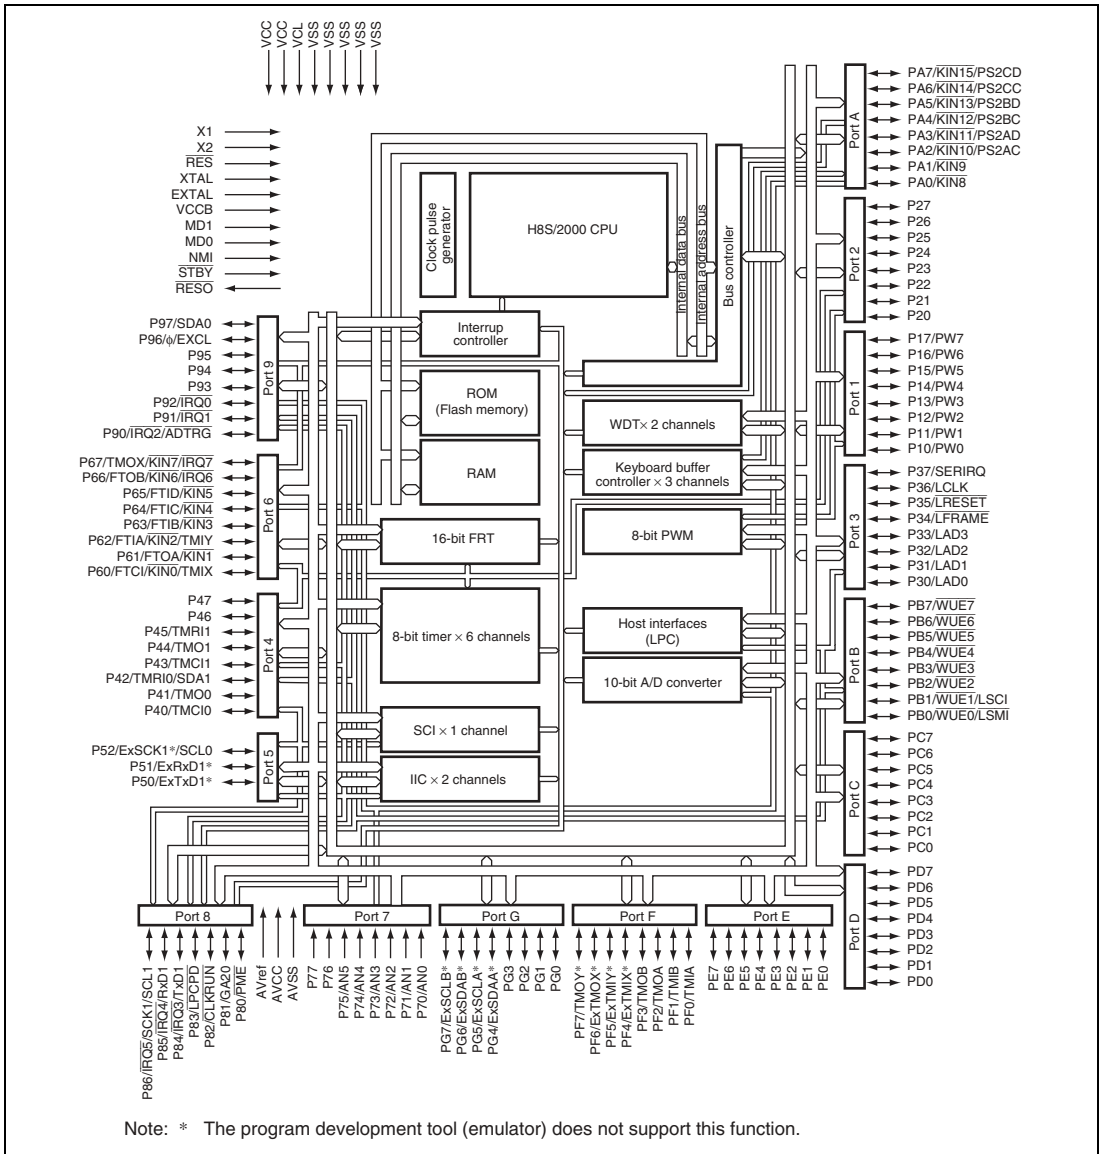 VCC
VCC
VCL
VSS
VSS
VSS
VSS
VSS
X1
X2
RES
XTAL
EXTAL
VCCB
MD1
MD0
NMI
STBY
RESO
Clock pulse
generator
H8S/2000 CPU
Internal data bus
Internal address bus
Bus controller
Interrup
controller
ROM
(Flash memory)
RAM
WDT× 2 channels
Keyboard buffer
controller × 3 channels
8-bit PWM
16-bit FRT
8-bit timer × 6 channels
Host interfaces
(LPC)
10-bit A/D converter
SCI × 1 channel
IIC × 2 channels
P97/SDA0
P96/ϕ/EXCL
P95
P94
P93
P92/IRQ0
P91/IRQ1
P90/IRQ2/ADTRG
Port 9
P67/TMOX/KIN7/IRQ7
P66/FTOB/KIN6/IRQ6
P65/FTID/KIN5
P64/FTIC/KIN4
P63/FTIB/KIN3
P62/FTIA/KIN2/TMIY
P61/FTOA/KIN1
P60/FTCI/KIN0/TMIX
Port 6
P47
P46
P45/TMRI1
P44/TMO1
P43/TMCI1
P42/TMRI0/SDA1
P41/TMO0
P40/TMCI0
Port 4
P52/ExSCK1*/SCL0
P51/ExRxD1*
P50/ExTxD1*
Port 5
Port A
PA7/KIN15/PS2CD
PA6/KIN14/PS2CC
PA5/KIN13/PS2BD
PA4/KIN12/PS2BC
PA3/KIN11/PS2AD
PA2/KIN10/PS2AC
PA1/KIN9
PA0/KIN8
Port 2
P27
P26
P25
P24
P23
P22
P21
P20
Port 1
P17/PW7
P16/PW6
P15/PW5
P14/PW4
P13/PW3
P12/PW2
P11/PW1
P10/PW0
Port 3
P37/SERIRQ
P36/LCLK
P35/LRESET
P34/LFRAME
P33/LAD3
P32/LAD2
P31/LAD1
P30/LAD0
Port B
PB7/WUE7
PB6/WUE6
PB5/WUE5
PB4/WUE4
PB3/WUE3
PB2/WUE2
PB1/WUE1/LSCI
PB0/WUE0/LSMI
Port C
PC7
PC6
PC5
PC4
PC3
PC2
PC1
PC0
Port D
PD7
PD6
PD5
PD4
PD3
PD2
PD1
PD0
Port 8
P86/IRQ5/SCK1/SCL1
P85/IRQ4/RxD1
P84/IRQ3/TxD1
P83/LPCPD
P82/CLKRUN
P81/GA20
P80/PME
AVref
AVCC
AVSS
Port 7
P77
P76
P75/AN5
P74/AN4
P73/AN3
P72/AN2
P71/AN1
P70/AN0
Port G
PG7/ExSCLB*
PG6/ExSDAB*
PG5/ExSCLA*
PG4/ExSDAA*
PG3
PG2
PG1
PG0
Port F
PF7/TMOY*
PF6/ExTMOX*
PF5/ExTMIY*
PF4/ExTMIX*
PF3/TMOB
PF2/TMOA
PF1/TMIB
PF0/TMIA
Port E
PE7
PE6
PE5
PE4
PE3
PE2
PE1
PE0
Note: * The program development tool (emulator) does not support this function.